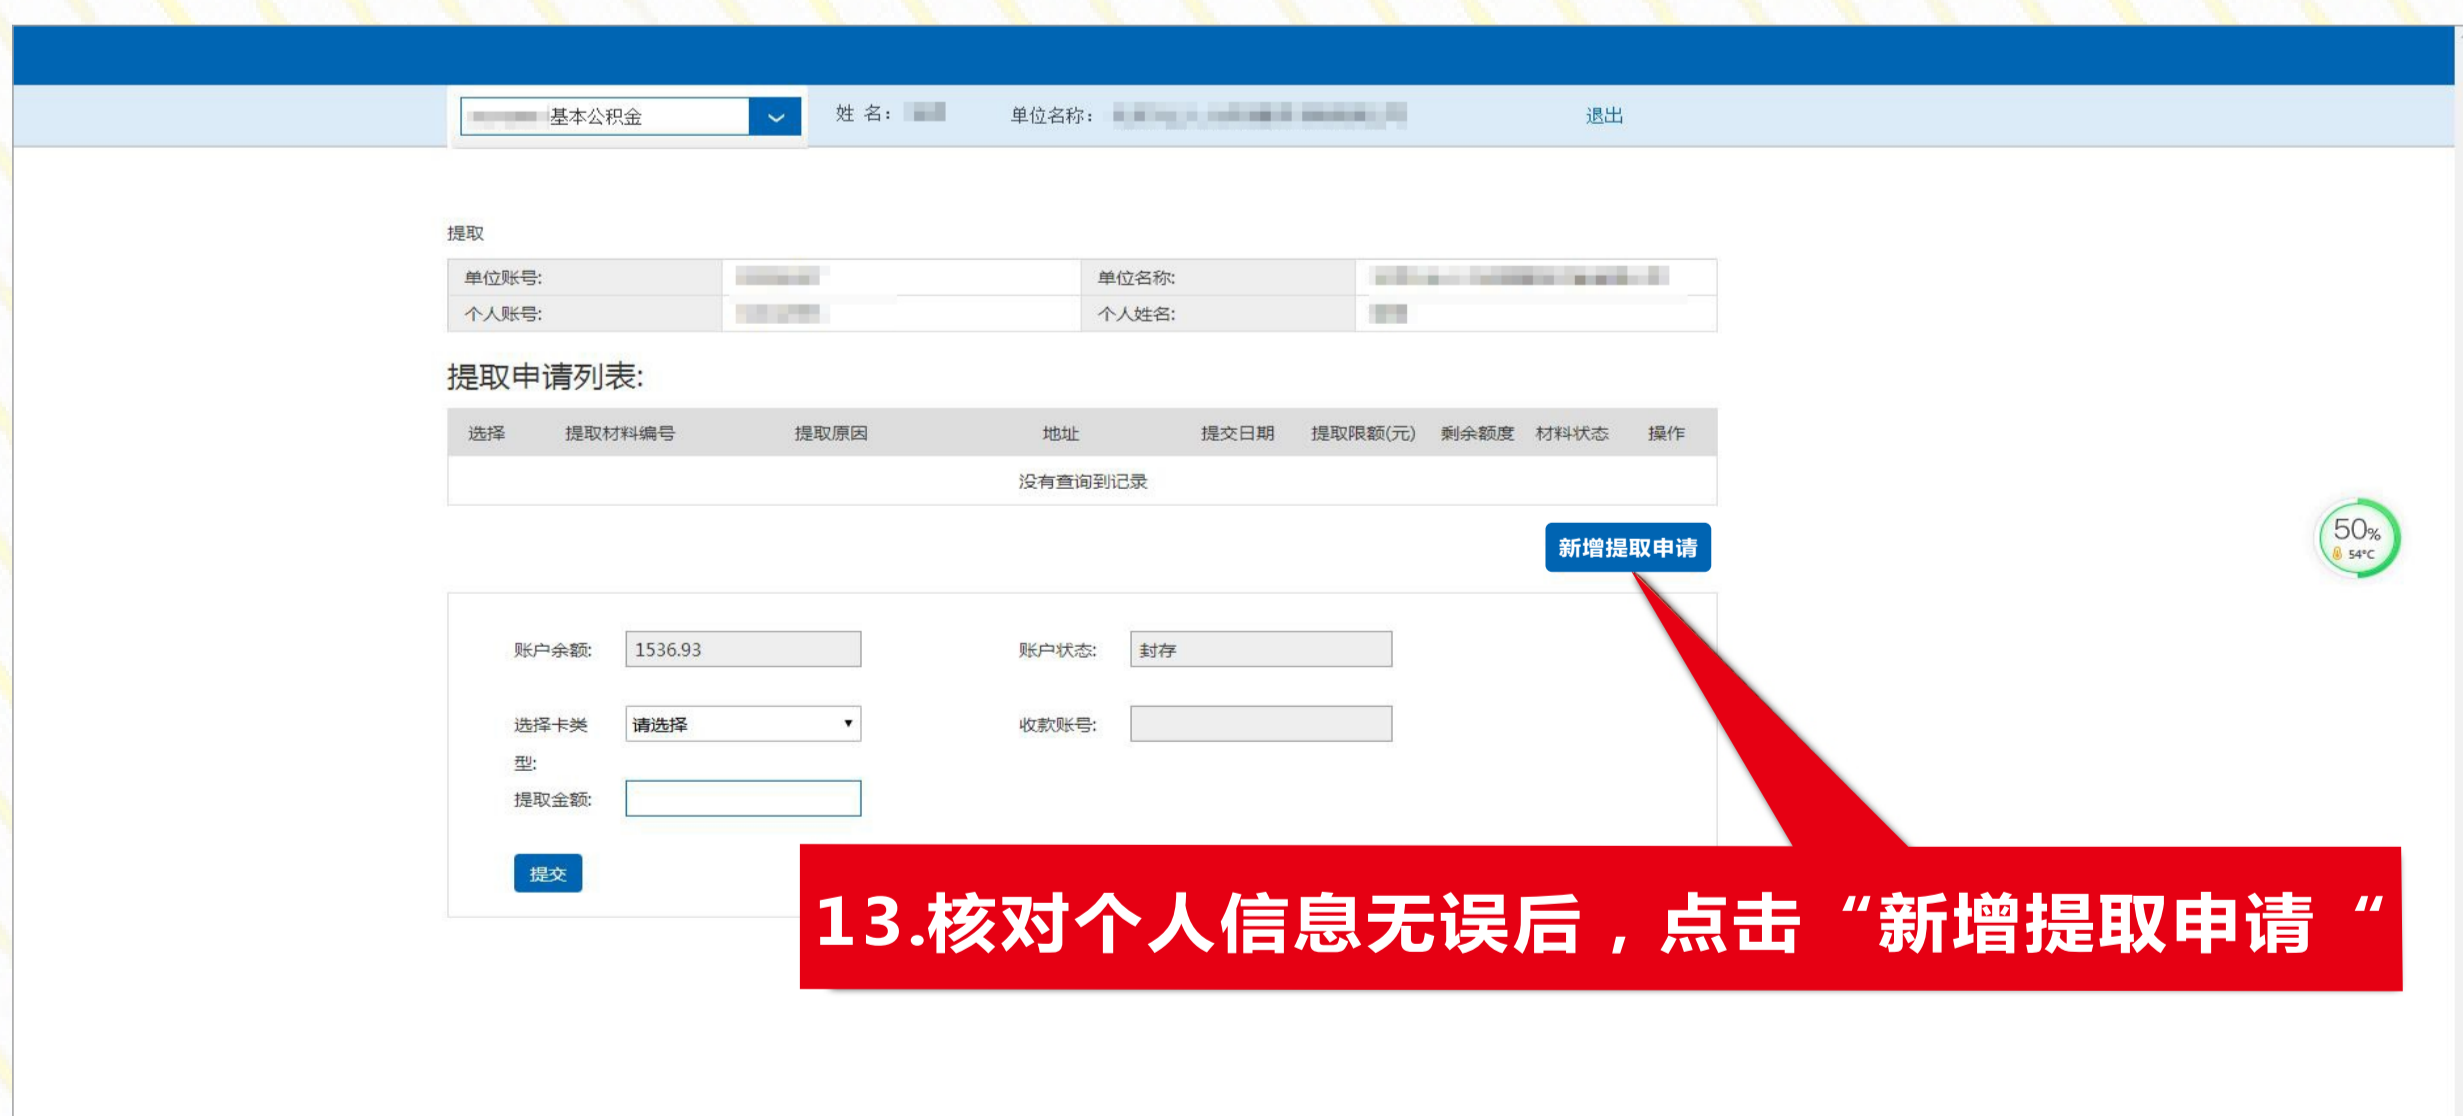 基本公积金
姓 名：
单位名称：
退出
提取
单位账号:
单位名称:
个人账号:
个人姓名:
提取申请列表:
选择 提取材料编号 提取原因 地址 提交日期 提取限额(元) 剩余额度 材料状态 操作
没有查询到记录
新增提取申请
50%
54°C
账户余额: 1536.93 账户状态: 封存
选择卡类 请选择 收款账号:
型:
提取金额:
提交
13.核对个人信息无误后，点击“新增提取申请“